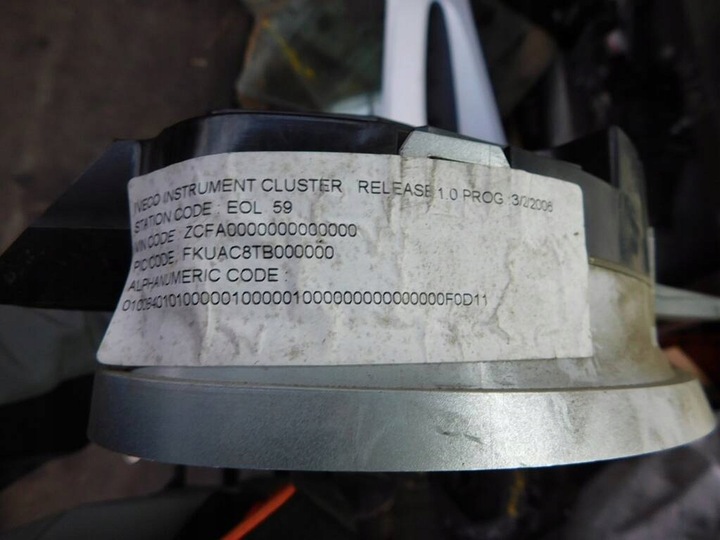 IVECO INSTRUMENT CLUSTER RELEASE 1.0 PROG :3/2/2006
STATION CODE : EOL 59
VIN CODE : ZCFA0000000000000
PIC CODE, FKUAC8TB000000
ALPHANUMERIC CODE :